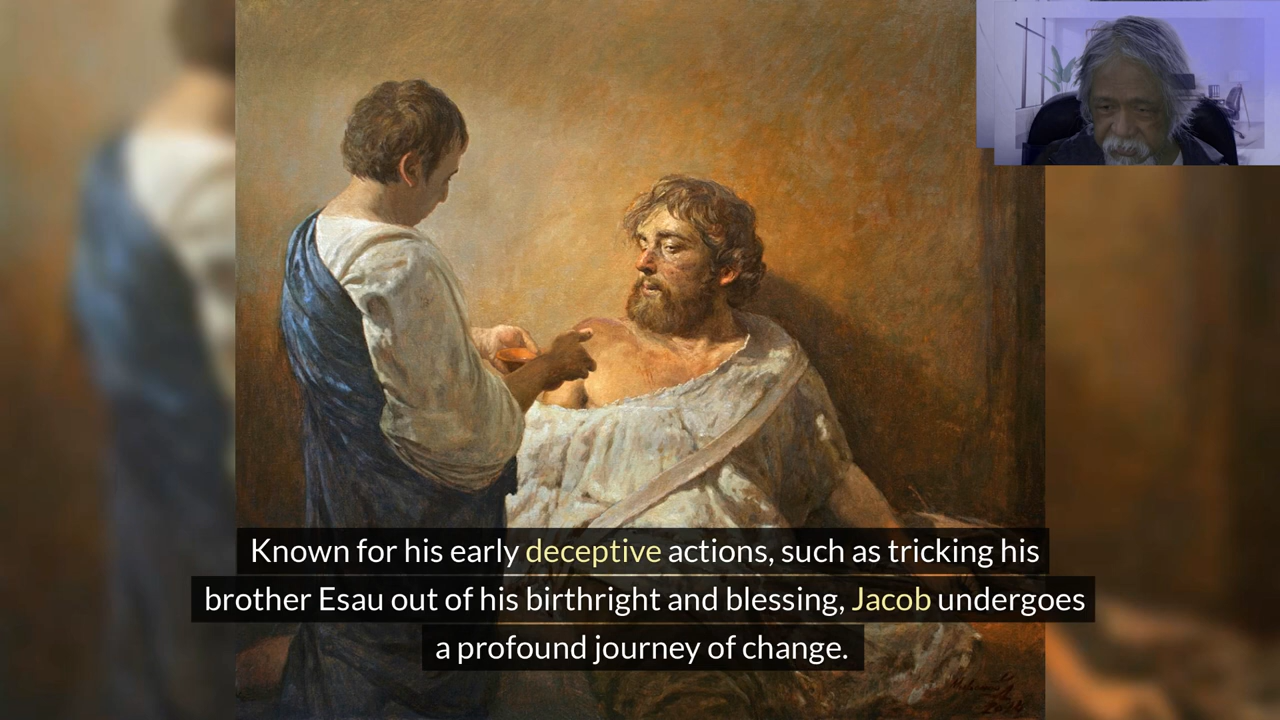 Known for his early deceptive actions, such as tricking his
brother Esau out of his birthright and blessing, Jacob undergoes
a profound journey of change.